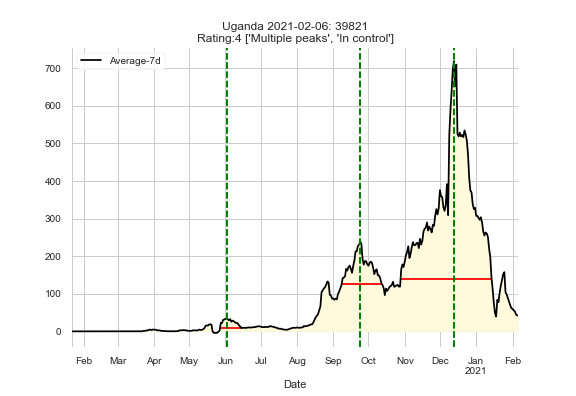 Uganda 2021-02-06: 39821
Rating:4 ['Multiple peaks', 'In control']
Average-7d
700
600
500
400
300
200
100
0
Feb Mar Apr May Jun Jul Aug Sep Oct Nov Dec Jan Feb
2021
Date